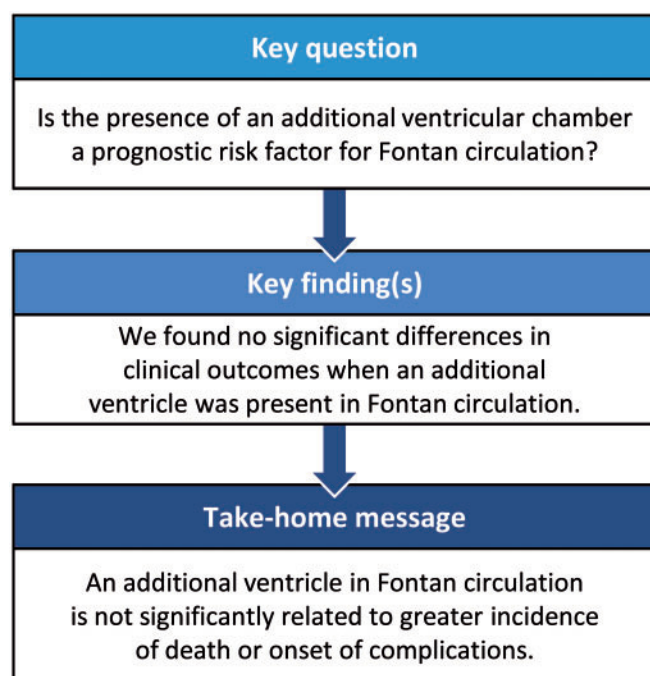 Key question
Is the presence of an additional ventricular chamber
a prognostic risk factor for Fontan circulation?
Key finding(s)
We found no significant differences in
clinical outcomes when an additional
ventricle was present in Fontan circulation.
Take-home message
An additional ventricle in Fontan circulation
is not significantly related to greater incidence
of death or onset of complications.